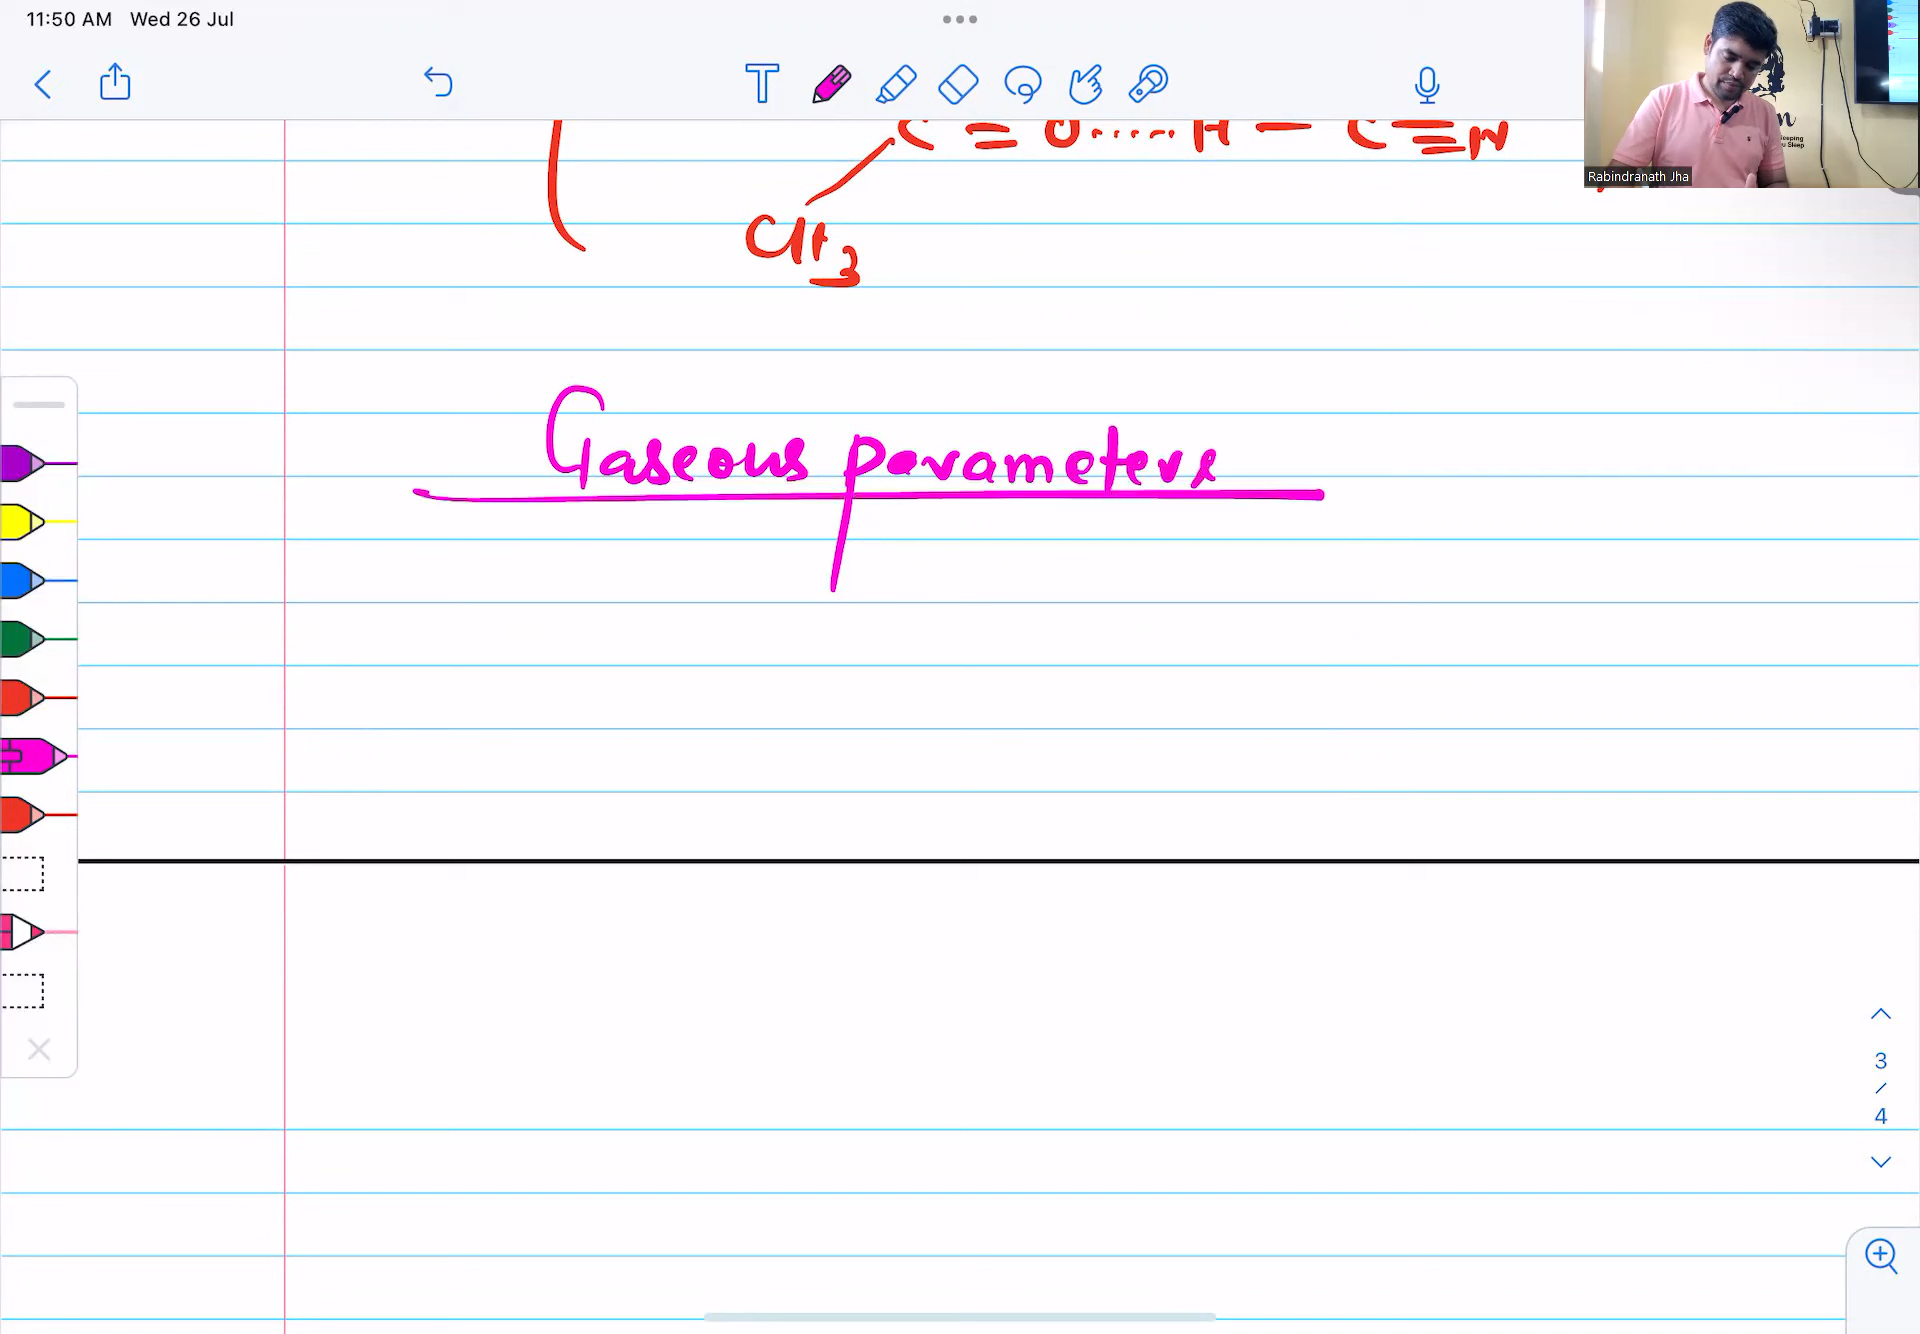 11:50 AM Wed 26 Jul
T
Rabindranath Jha
C = O......H - C ≡ N
CH3
Gaseous parameters
3
/
4